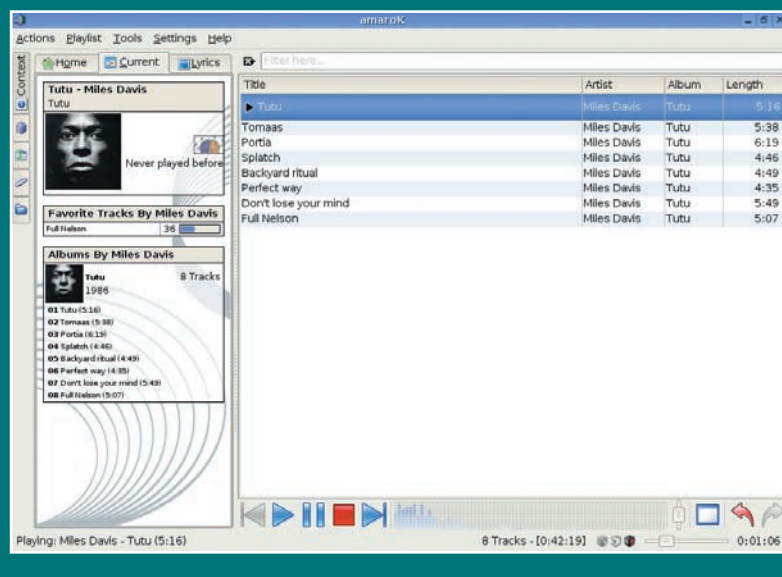 amaroK
Actions Playlist Tools Settings Help
Context
Home Current Lyrics
Filter here...
Tutu - Miles Davis
Tutu
Never played before
Favorite Tracks By Miles Davis
Full Nelson 36
Albums By Miles Davis
Tutu 8 Tracks
1986
01 Tutu (5:16)
02 Tomaas (5:38)
03 Portia (6:19)
04 Splatch (4:46)
05 Backyard ritual (4:49)
06 Perfect way (4:35)
07 Don't lose your mind (5:49)
08 Full Nelson (5:07)
Title Artist Album Length
Tutu Miles Davis Tutu 5:16
Tomaas Miles Davis Tutu 5:38
Portia Miles Davis Tutu 6:19
Splatch Miles Davis Tutu 4:46
Backyard ritual Miles Davis Tutu 4:49
Perfect way Miles Davis Tutu 4:35
Don't lose your mind Miles Davis Tutu 5:49
Full Nelson Miles Davis Tutu 5:07
Playing: Miles Davis - Tutu (5:16) 8 Tracks - [0:42:19] 0:01:06